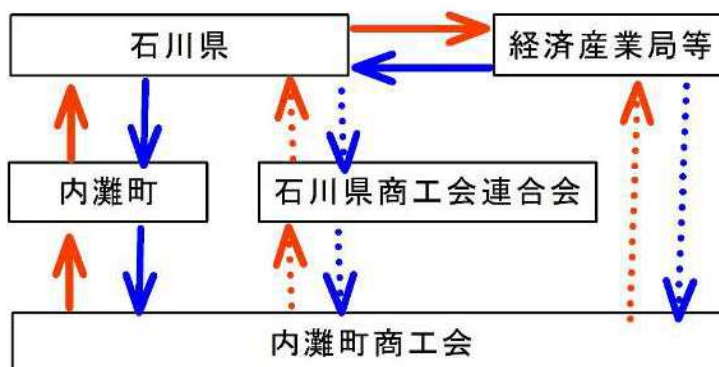 石川県
経済産業局等
内灘町
石川県商工会連合会
内灘町商工会